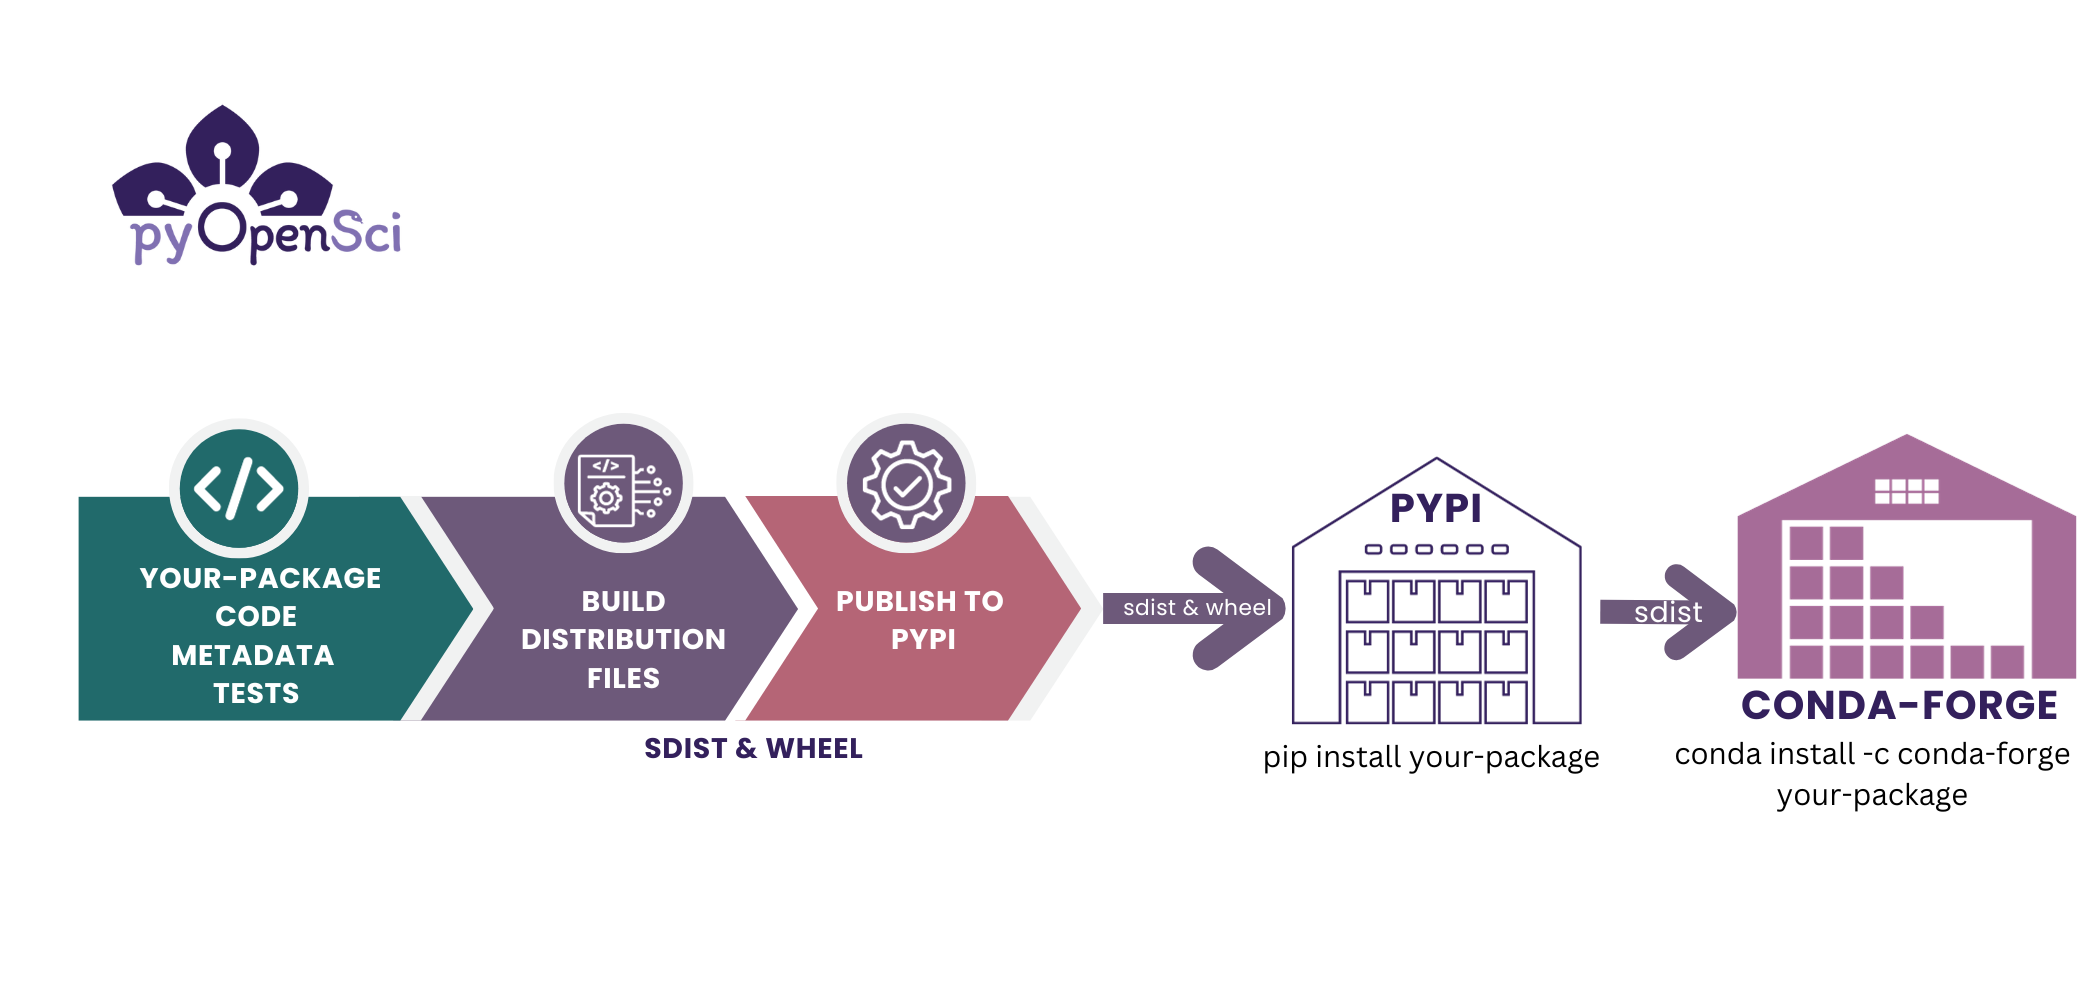 pyOpenSci
</>
YOUR-PACKAGE
CODE
METADATA
TESTS
</>
BUILD
DISTRIBUTION
FILES
PUBLISH TO
PYPI
SDIST & WHEEL
sdist & wheel
PYPI
pip install your-package
sdist
CONDA-FORGE
conda install -c conda-forge
your-package